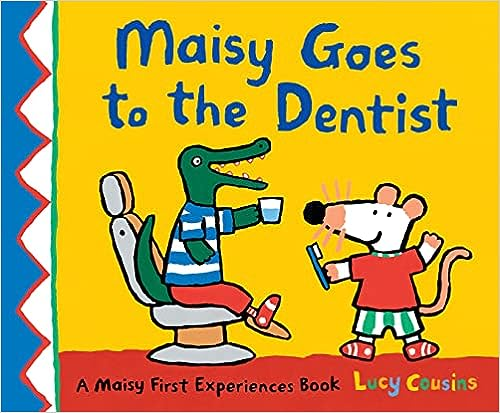 Maisy Goes
to the Dentist
A Maisy First Experiences Book Lucy Cousins